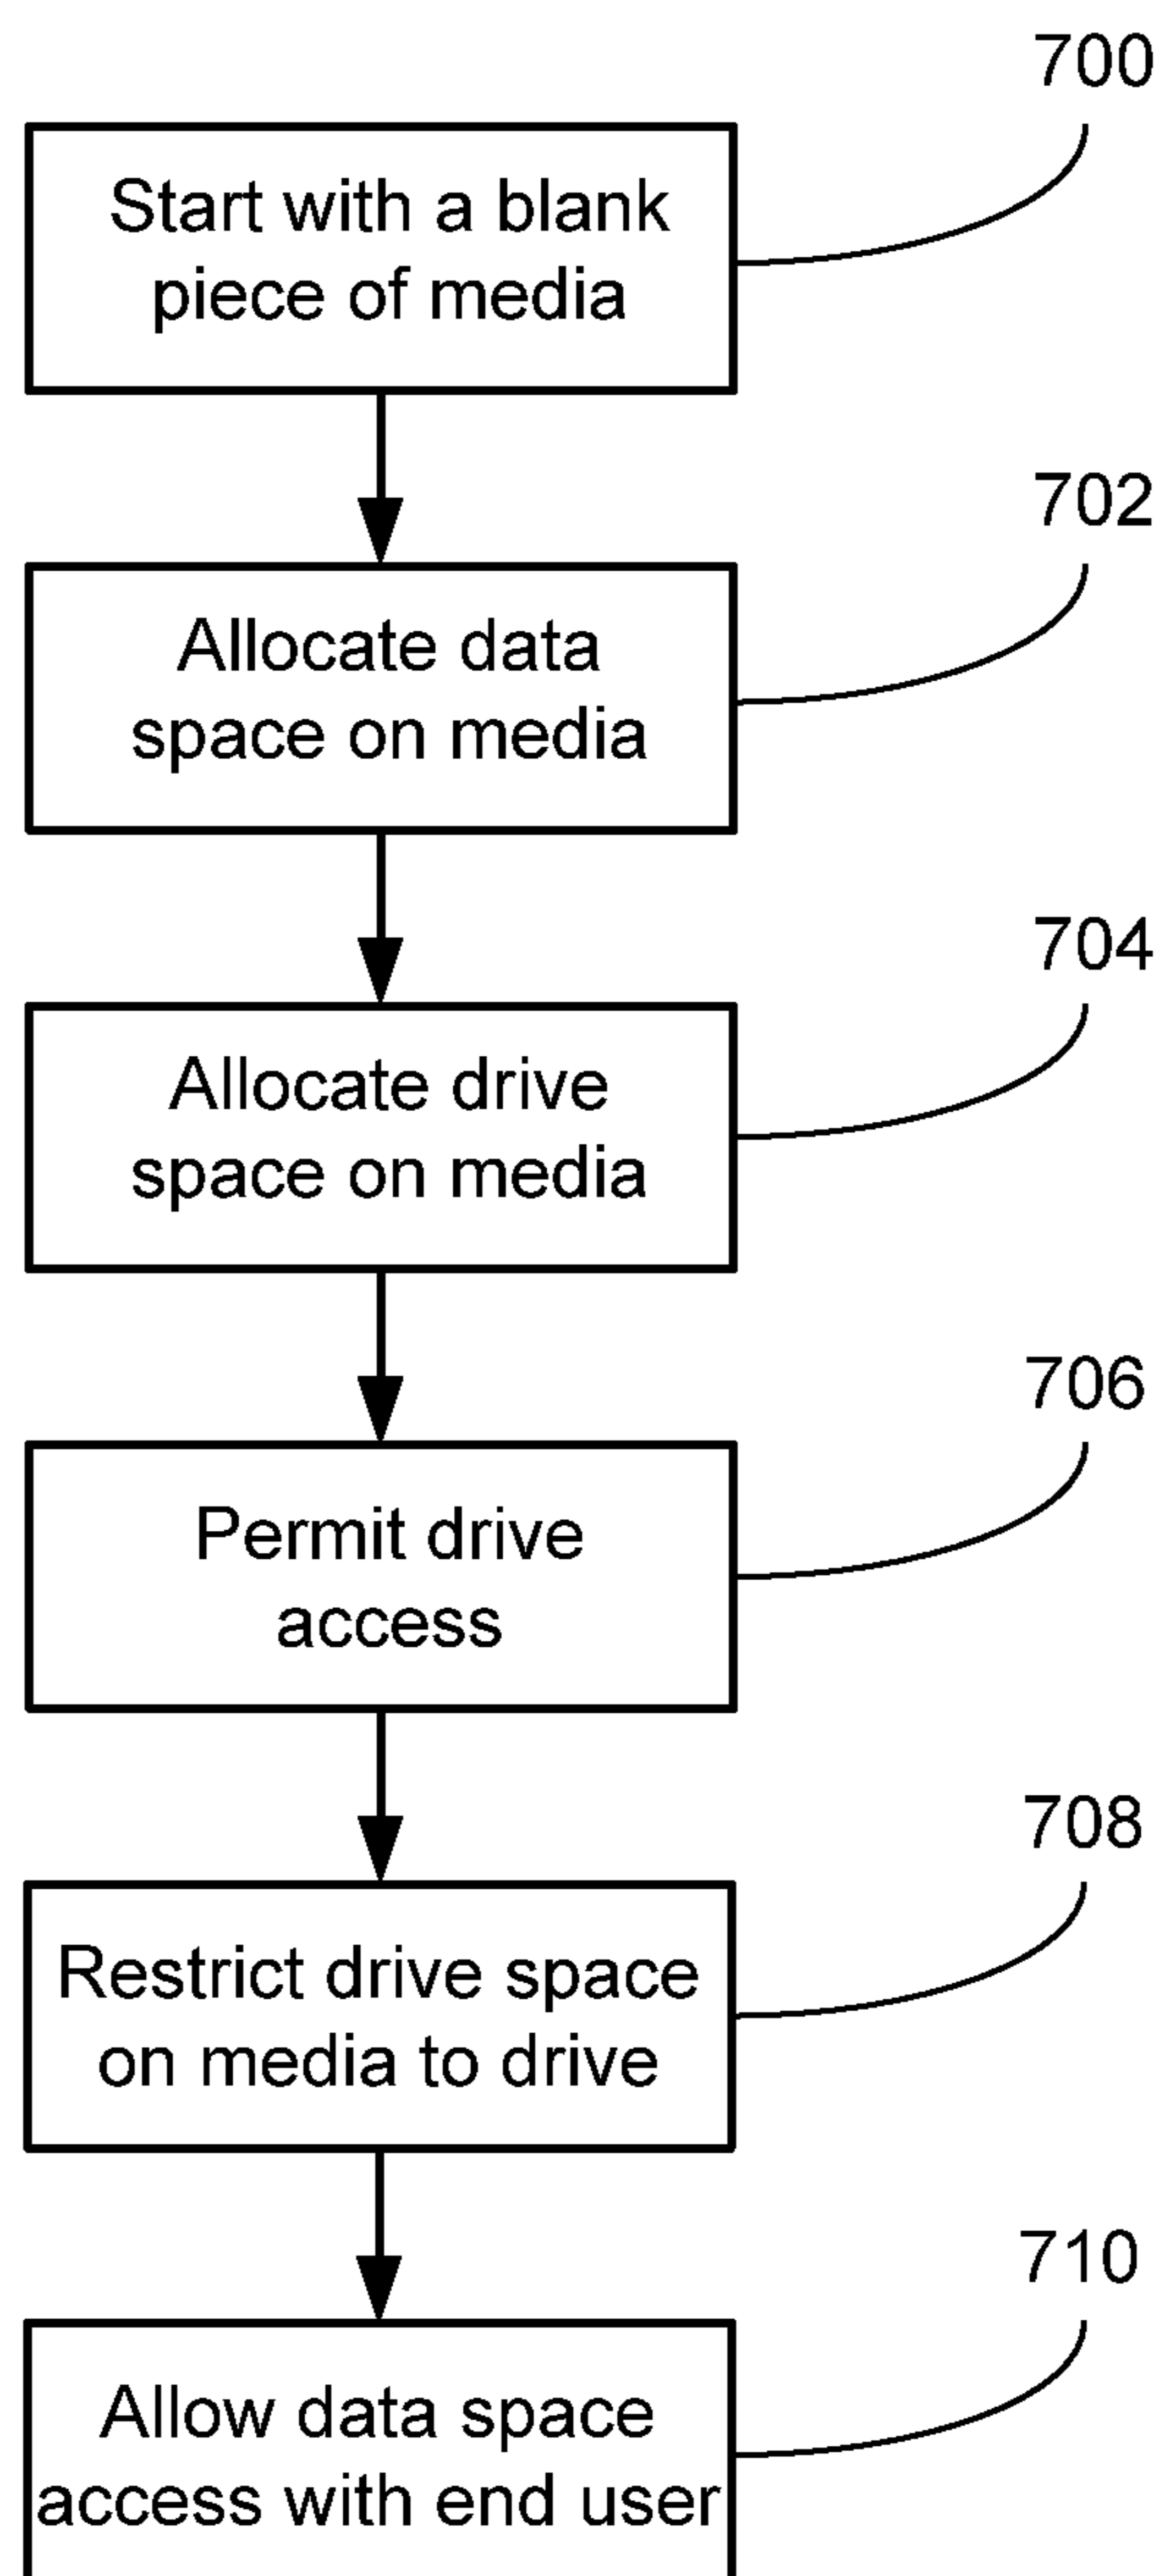 700
Start with a blank
piece of media
702
Allocate data
space on media
704
Allocate drive
space on media
706
Permit drive
access
708
Restrict drive space
on media to drive
710
Allow data space
access with end user